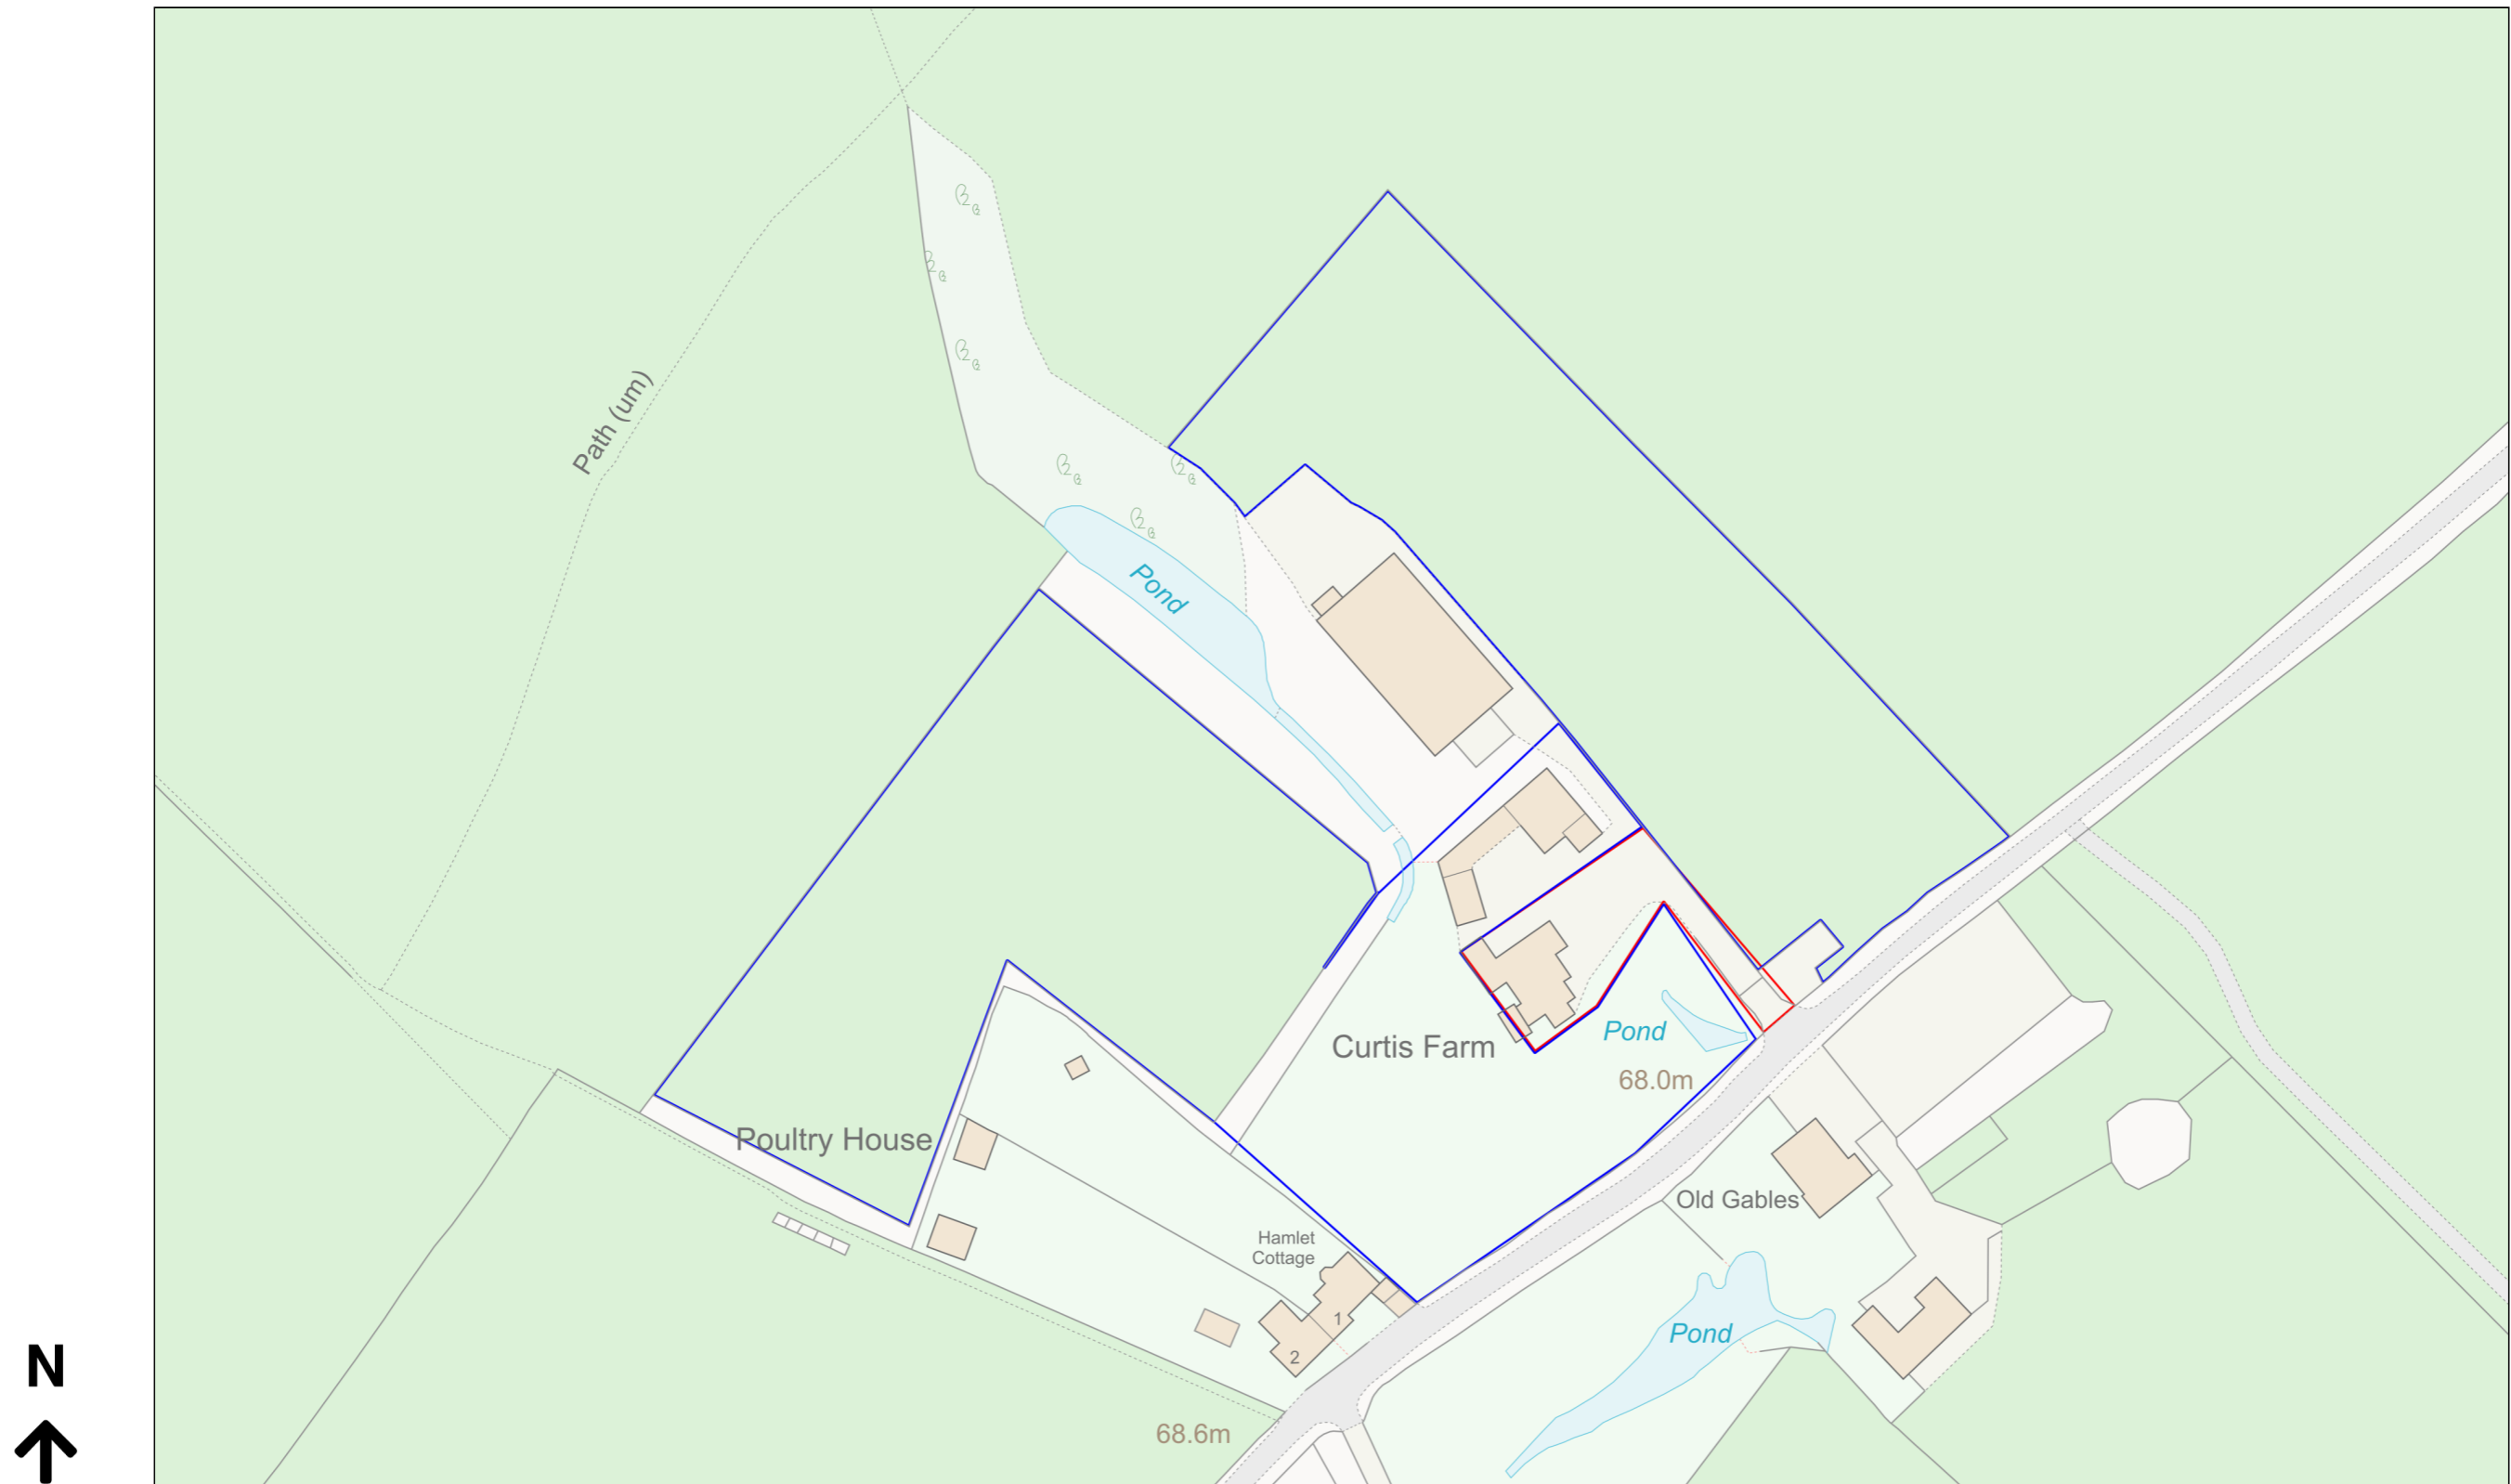 Path (um)
Pond
Curtis Farm
Pond
68.0m
Poultry House
Old Gables
Hamlet
Cottage
1
2
Pond
68.6m
N